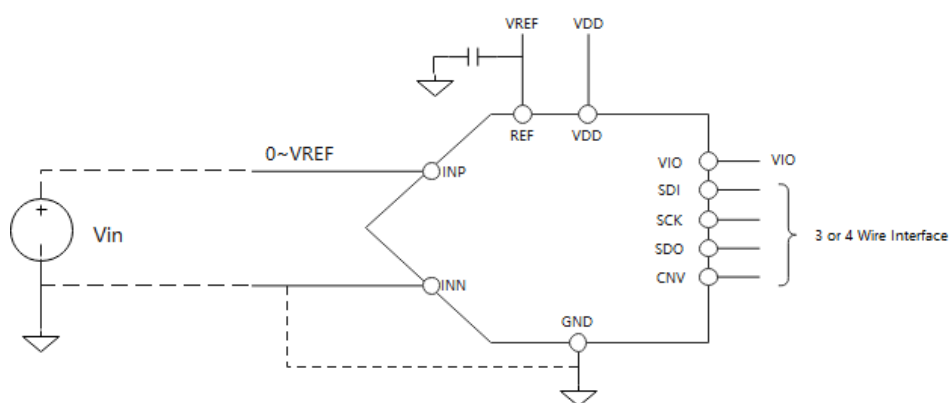 VREF VDD
REF VDD
0~VREF
INP
VIO VIO
SDI
+
Vin
SCK
3 or 4 Wire Interface
SDO
CNV
INN
GND